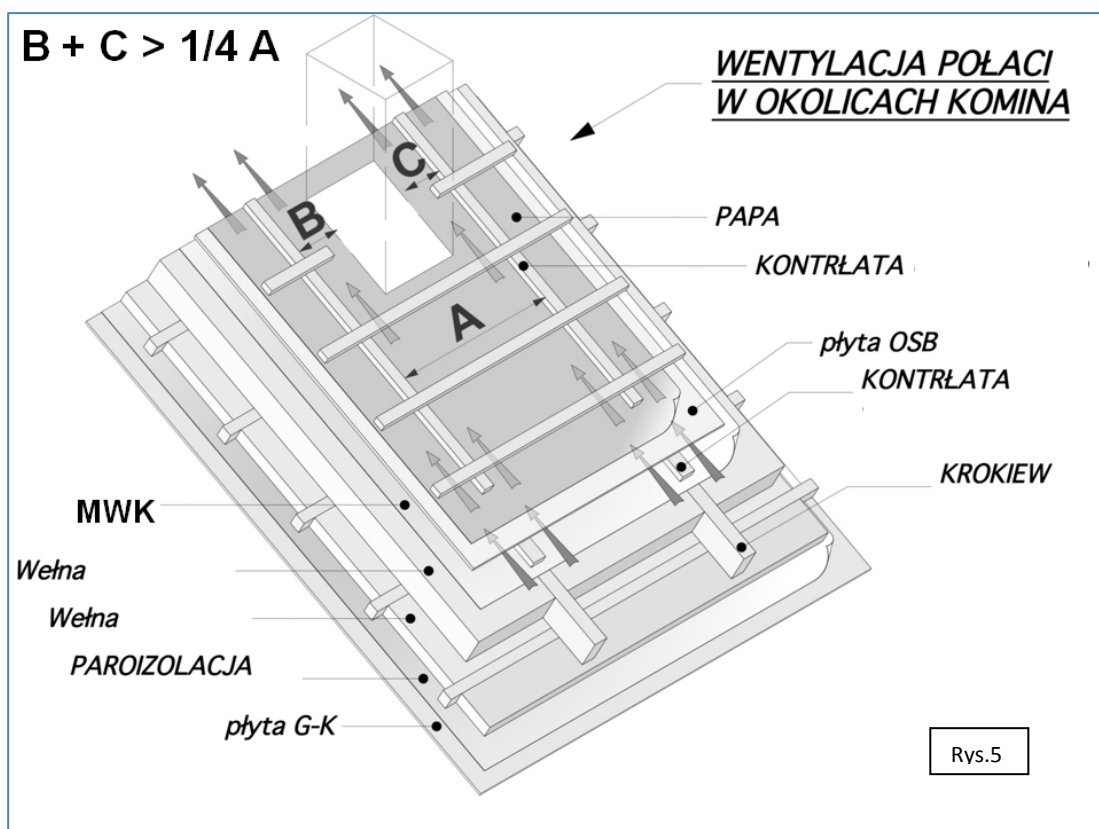 B + C > 1/4 A
WENTYLACJA POŁACI
W OKOLICACH KOMINA
C
B
A
PAPA
KONTRŁATA
płyta OSB
KONTRŁATA
KROKIEW
MWK
Wełna
Wełna
PAROIZOLACJA
płyta G-K
Rys.5